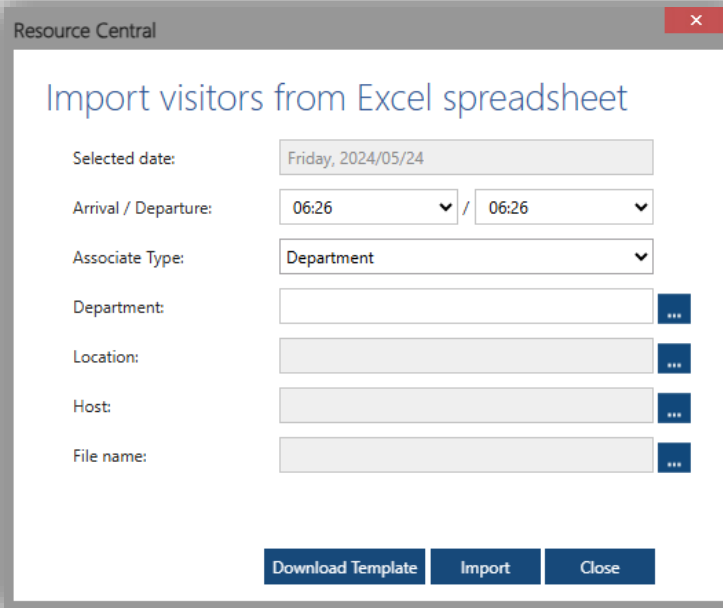 Resource Central
Import visitors from Excel spreadsheet
Selected date: Friday, 2024/05/24
Arrival / Departure: 06:26 / 06:26
Associate Type: Department
Department: ...
Location: ...
Host: ...
File name: ...
Download Template Import Close